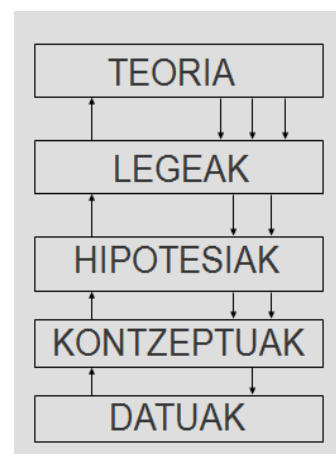 TEORIA
LEGEAK
HIPOTESIAK
KONTZEPTUAK
DATUAK